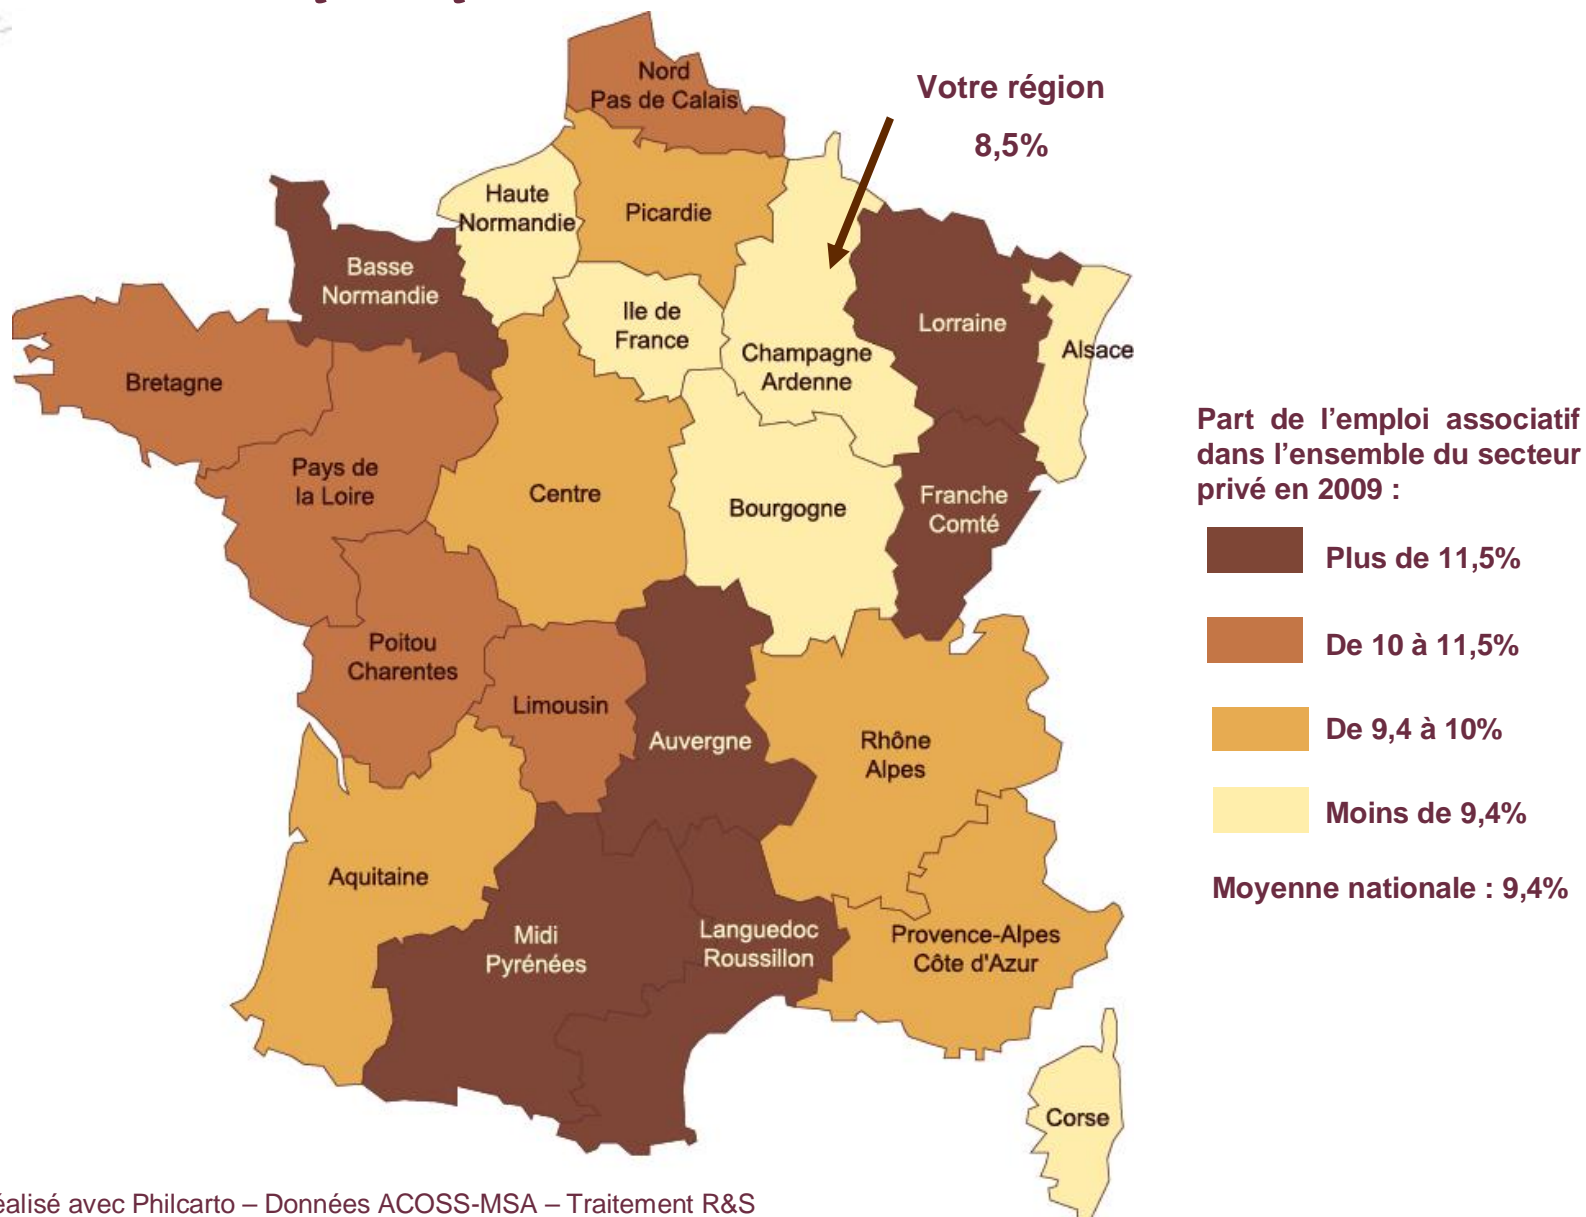 Nord
Pas de Calais
Votre région
8,5%
Haute
Normandie
Picardie
Basse
Normandie
Ile de
France
Lorraine
Champagne
Ardenne
Alsace
Bretagne
Pays de
la Loire
Centre
Bourgogne
Franche
Comté
Poitou
Charentes
Limousin
Auvergne
Rhône
Alpes
Aquitaine
Midi
Pyrénées
Languedoc
Roussillon
Provence-Alpes
Côte d'Azur
Corse
Part de l’emploi associatif
dans l’ensemble du secteur
privé en 2009 :
Plus de 11,5%
De 10 à 11,5%
De 9,4 à 10%
Moins de 9,4%
Moyenne nationale : 9,4%
éalisé avec Philcarto – Données ACOSS-MSA – Traitement R&S